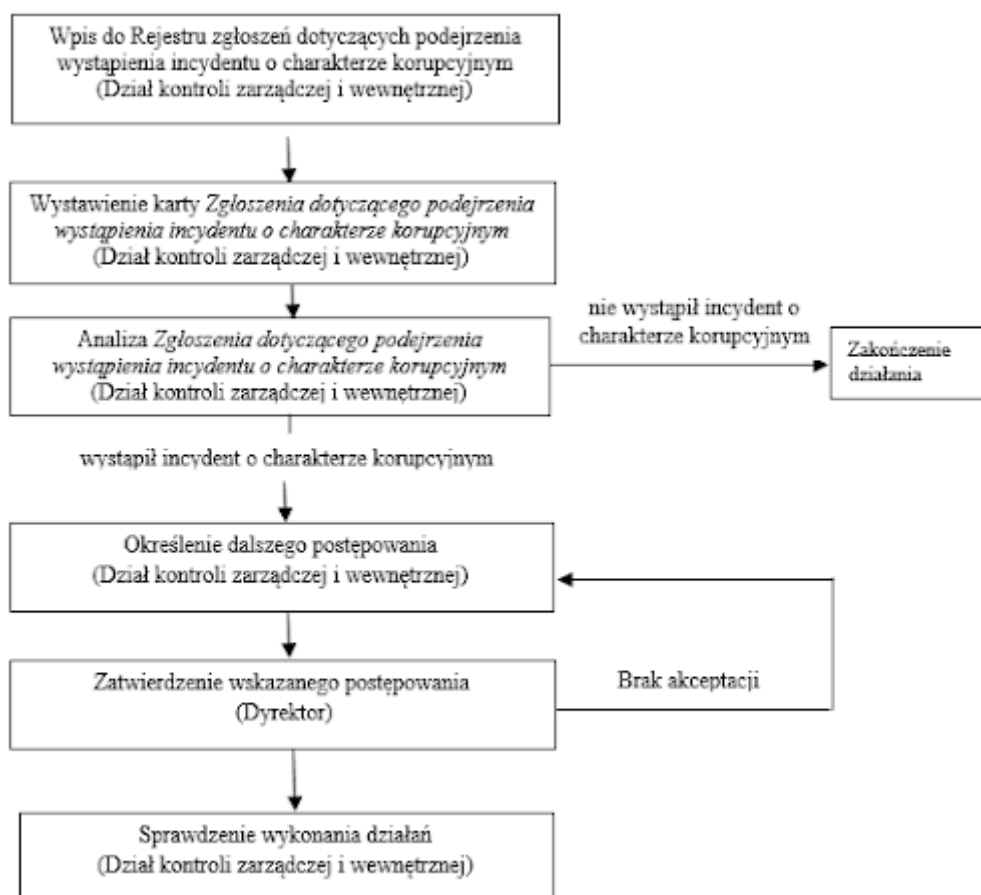 Wpis do Rejestru zgłoszeń dotyczących podejrzenia
wystąpienia incydentu o charakterze korupcyjnym
(Dział kontroli zarządczej i wewnętrznej)
Wystawienie karty Zgłoszenia dotyczącego podejrzenia
wystąpienia incydentu o charakterze korupcyjnym
(Dział kontroli zarządczej i wewnętrznej)
Analiza Zgłoszenia dotyczącego podejrzenia
wystąpienia incydentu o charakterze korupcyjnym
(Dział kontroli zarządczej i wewnętrznej)
nie wystąpił incydent o
charakterze korupcyjnym
Zakończenie
działania
wystąpił incydent o charakterze korupcyjnym
Określenie dalszego postępowania
(Dział kontroli zarządczej i wewnętrznej)
Zatwierdzenie wskazanego postępowania
(Dyrektor)
Brak akceptacji
Sprawdzenie wykonania działań
(Dział kontroli zarządczej i wewnętrznej)